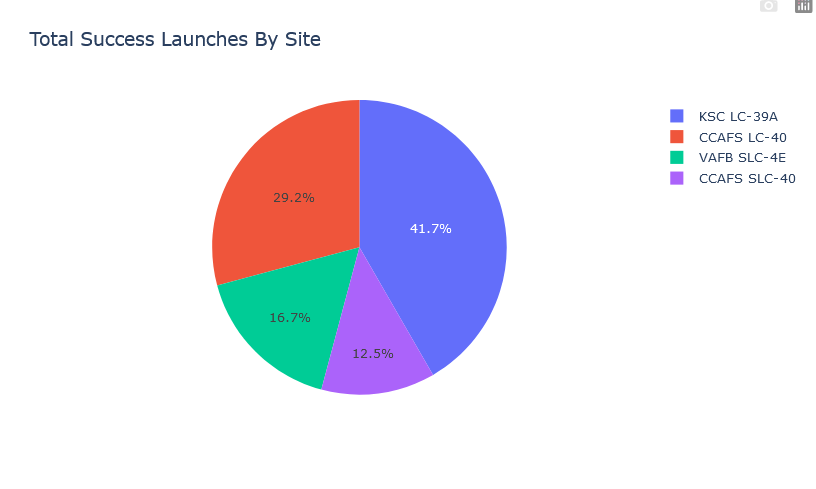 Total Success Launches By Site
KSC LC-39A
CCAFS LC-40
VAFB SLC-4E
CCAFS SLC-40
29.2%
41.7%
16.7%
12.5%